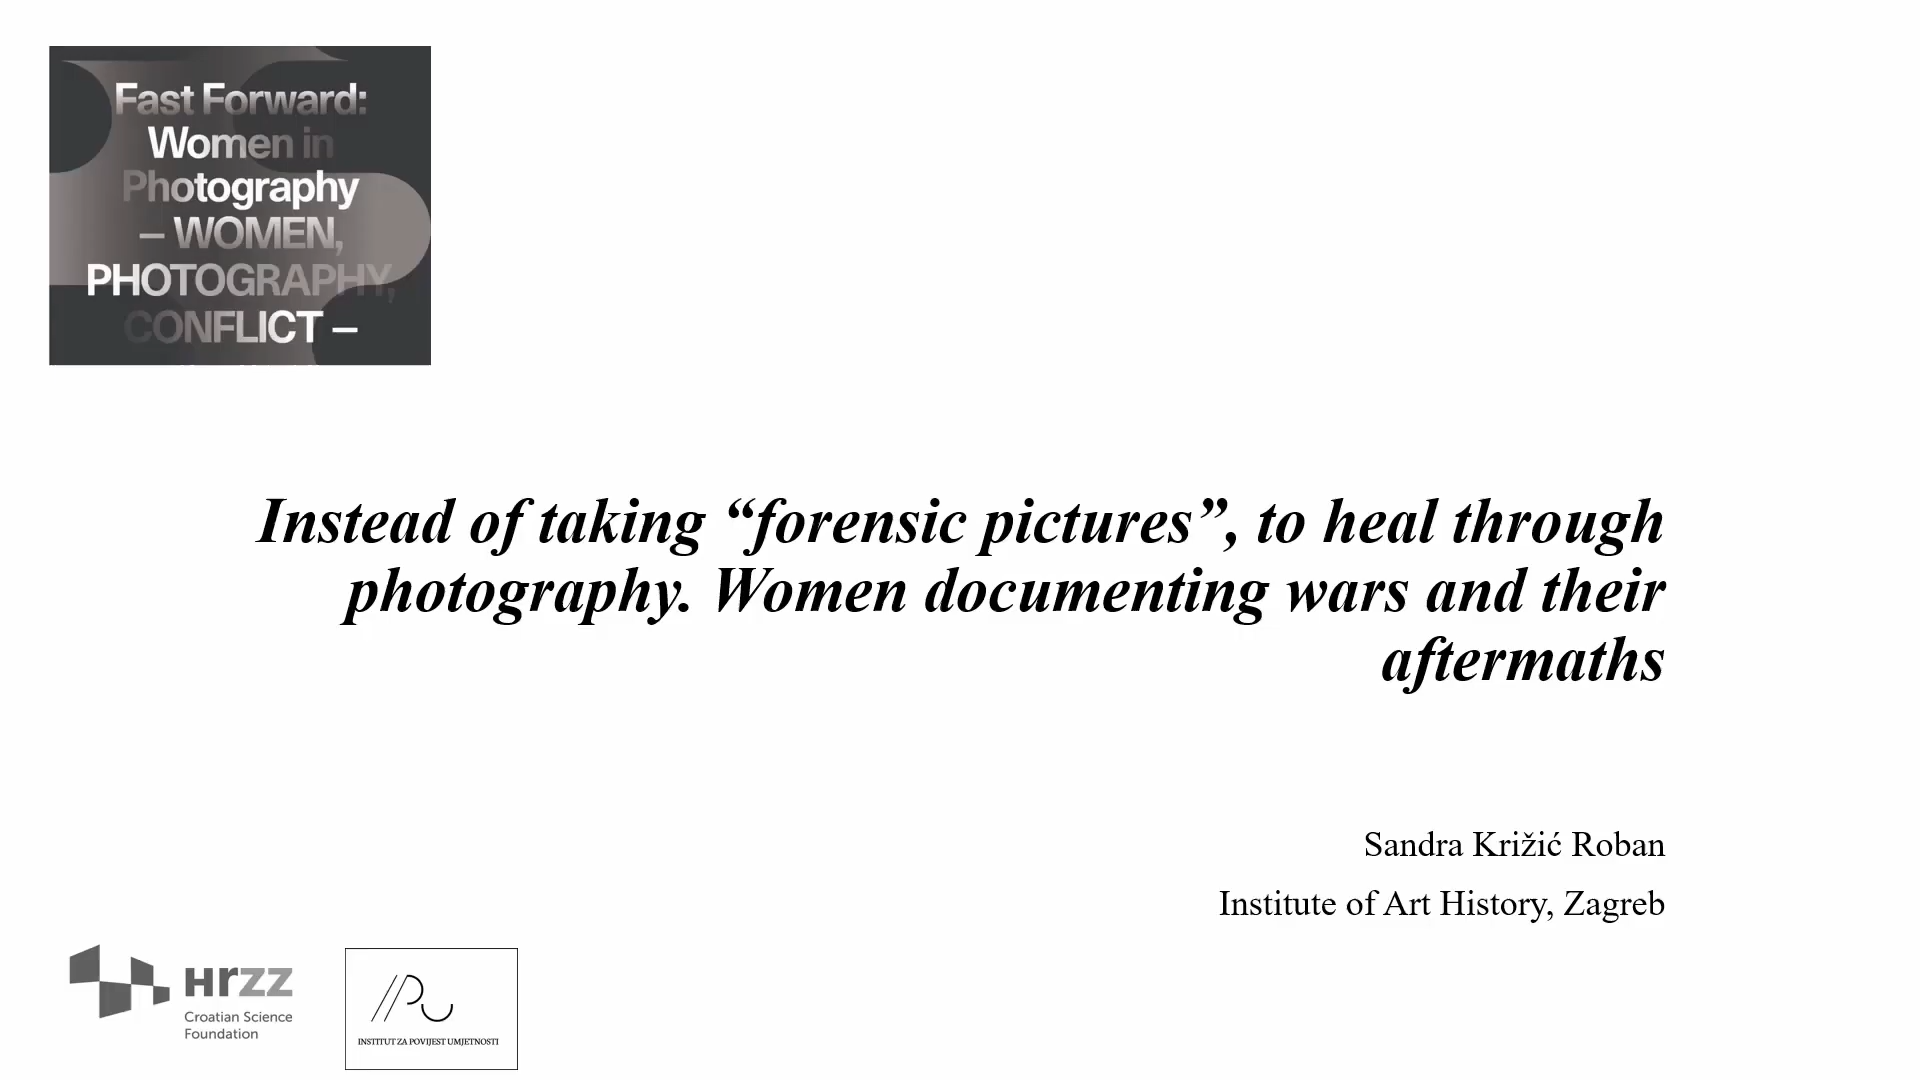 Fast Forward:
Women in
Photography
– WOMEN,
PHOTOGRAPHY,
CONFLICT –
Instead of taking “forensic pictures”, to heal through
photography. Women documenting wars and their
aftermaths
Sandra Križić Roban
Institute of Art History, Zagreb
Hrzz
Croatian Science
Foundation
INSTITUT ZA POVIJEST UMJETNOSTI